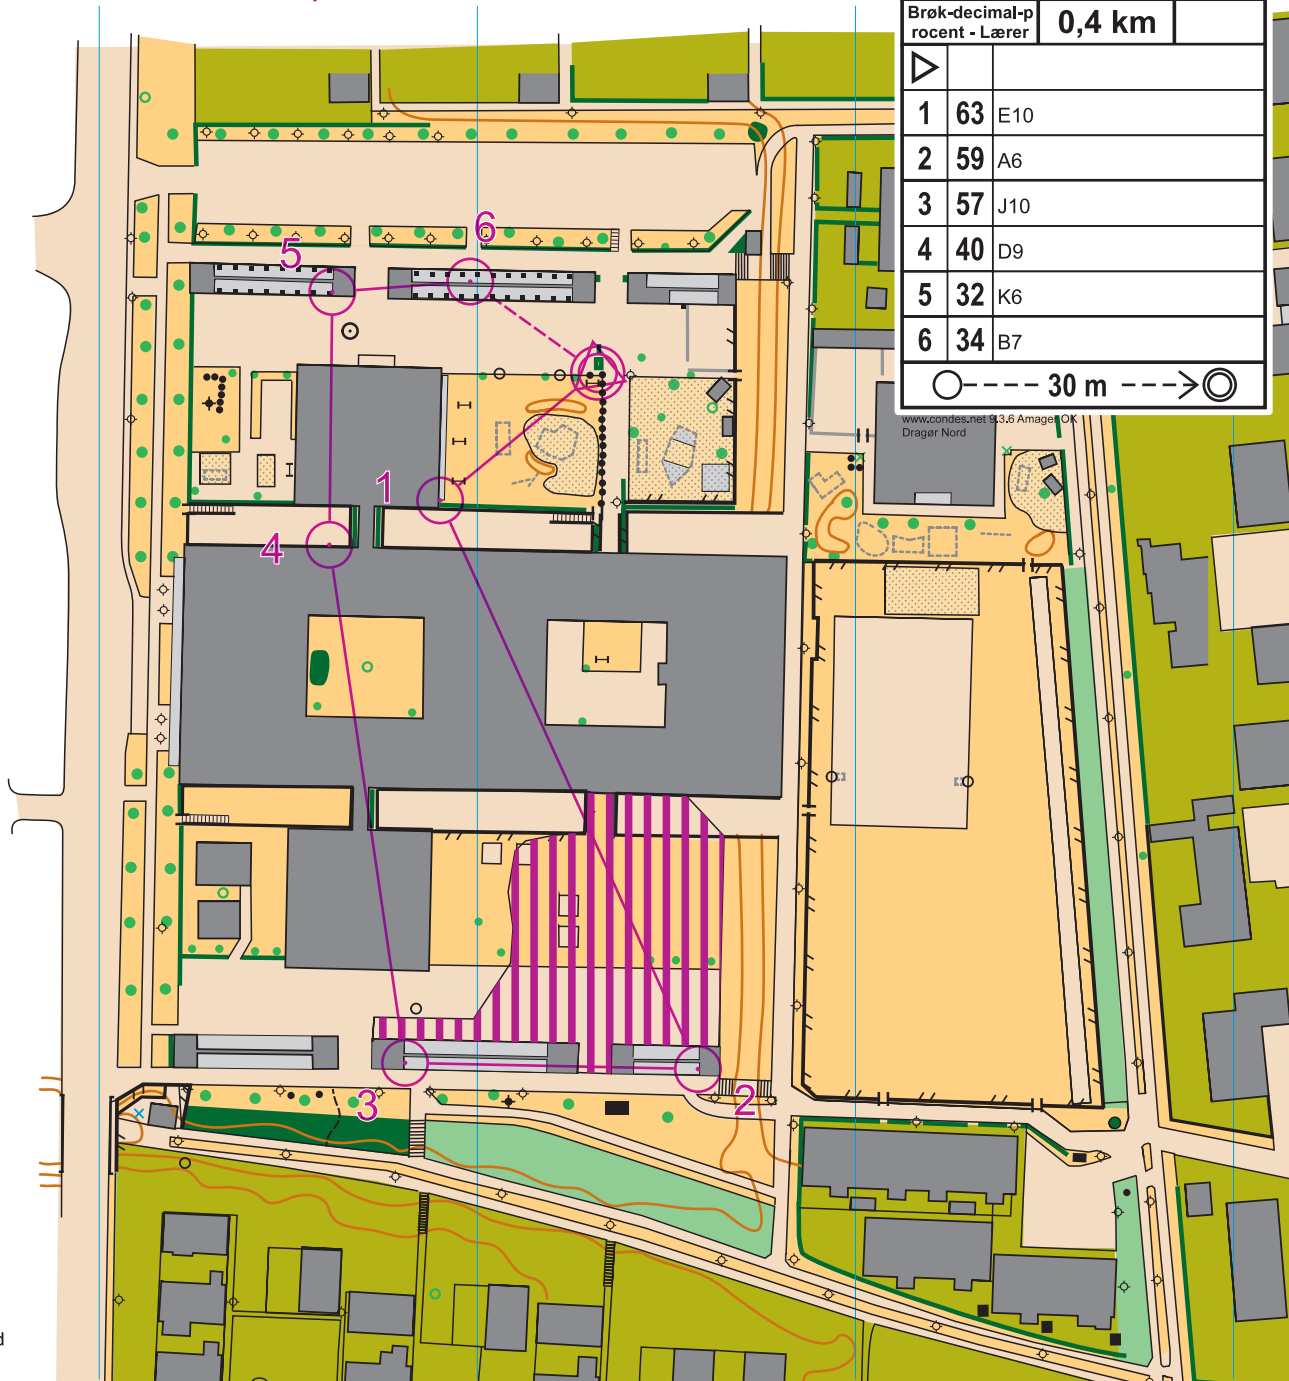 Brøk-decimal-p
rocent - Lærer 0,4 km
1 63 E10
2 59 A6
3 57 J10
4 40 D9
5 32 K6
6 34 B7
30 m
www.condes.net 9.3.6 Amager OK
Dragør Nord
6
5
1
4
3
2
d